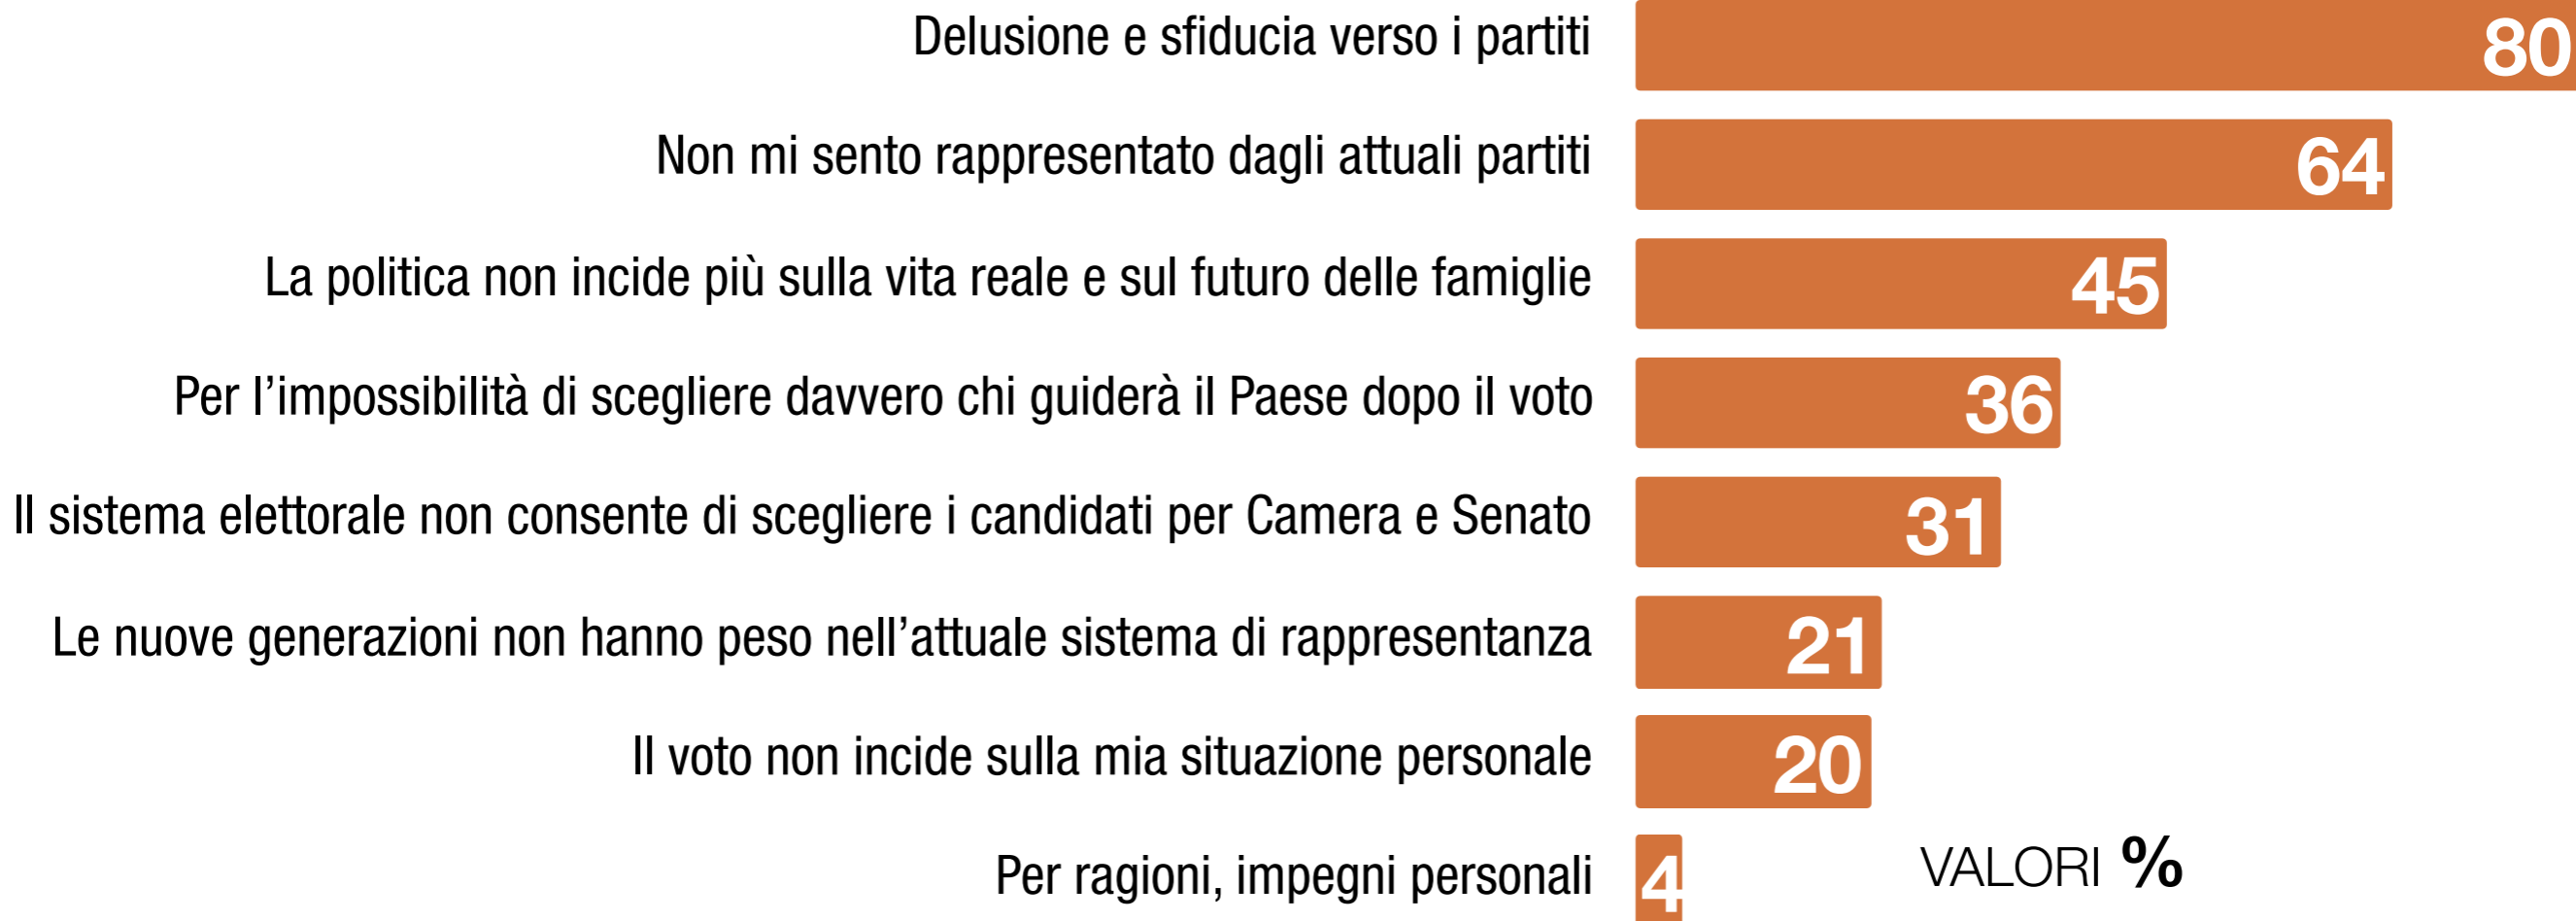 Delusione e sfiducia verso i partiti 80
Non mi sento rappresentato dagli attuali partiti 64
La politica non incide più sulla vita reale e sul futuro delle famiglie 45
Per l’impossibilità di scegliere davvero chi guiderà il Paese dopo il voto 36
Il sistema elettorale non consente di scegliere i candidati per Camera e Senato 31
Le nuove generazioni non hanno peso nell’attuale sistema di rappresentanza 21
Il voto non incide sulla mia situazione personale 20
Per ragioni, impegni personali 4
VALORI %